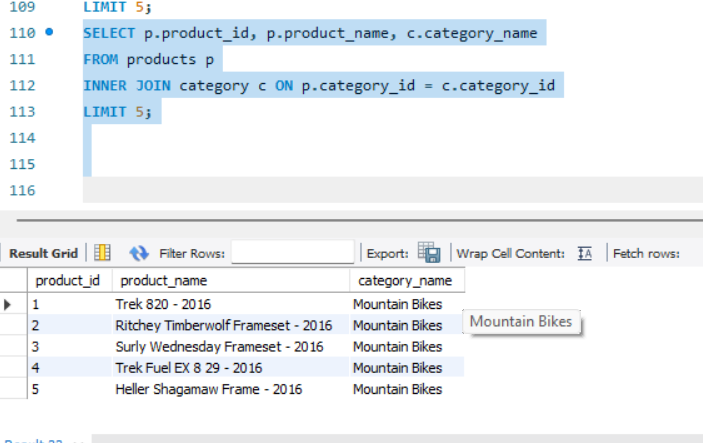 109 LIMIT 5;
110 SELECT p.product_id, p.product_name, c.category_name
111 FROM products p
112 INNER JOIN category c ON p.category_id = c.category_id
113 LIMIT 5;
114
115
116
Result Grid Filter Rows: Export: Wrap Cell Content: Fetch rows:
product_id product_name category_name
1 Trek 820 - 2016 Mountain Bikes
2 Ritchey Timberwolf Frameset - 2016 Mountain Bikes Mountain Bikes
3 Surly Wednesday Frameset - 2016 Mountain Bikes
4 Trek Fuel EX 8 29 - 2016 Mountain Bikes
5 Heller Shagamaw Frame - 2016 Mountain Bikes